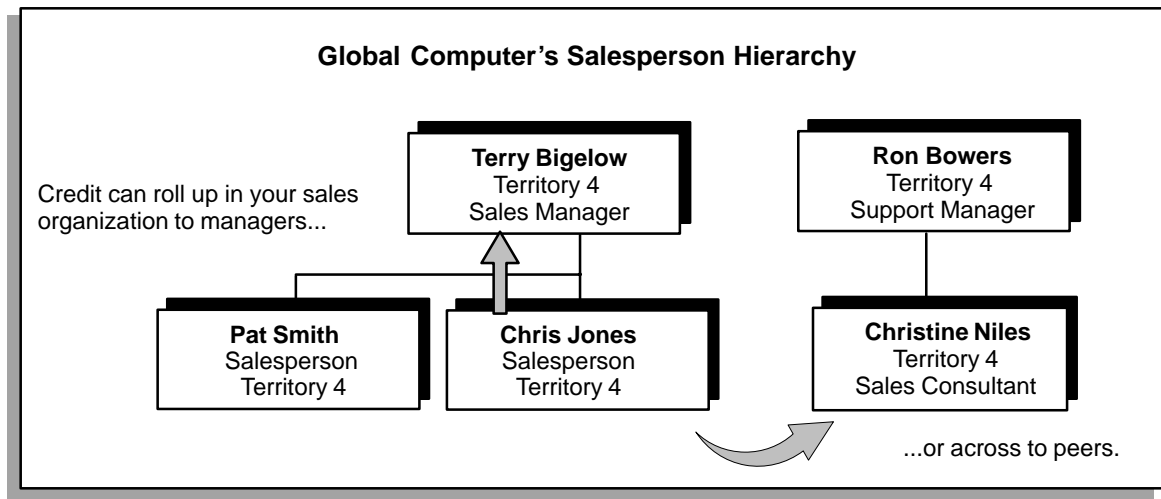 Global Computer’s Salesperson Hierarchy
Terry Bigelow
Territory 4
Sales Manager
Ron Bowers
Territory 4
Support Manager
Credit can roll up in your sales
organization to managers...
Pat Smith
Salesperson
Territory 4
Chris Jones
Salesperson
Territory 4
Christine Niles
Territory 4
Sales Consultant
...or across to peers.